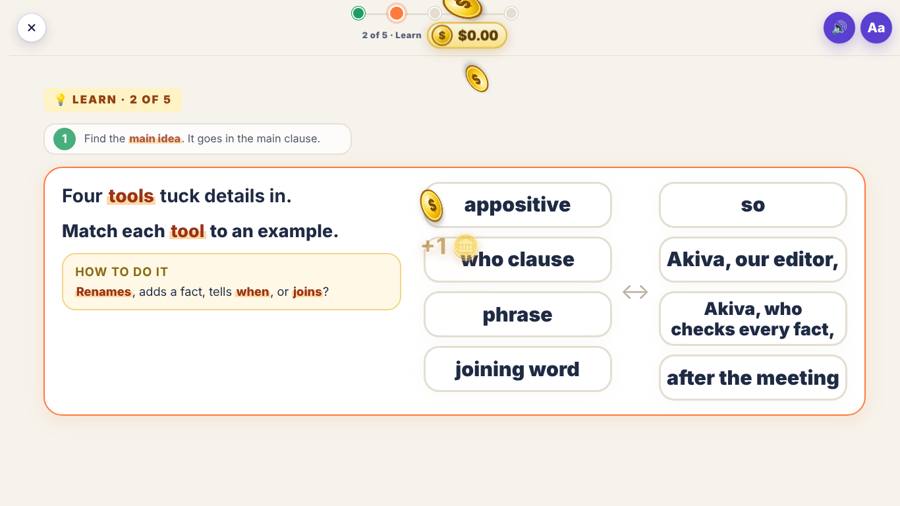 ✕
2 of 5 · Learn
$ $0.00
Aa
LEARN · 2 OF 5
1 Find the main idea. It goes in the main clause.
Four tools tuck details in.
Match each tool to an example.
HOW TO DO IT
Renames, adds a fact, tells when, or joins?
appositive
+1
who clause
phrase
joining word
so
Akiva, our editor,
Akiva, who
checks every fact,
after the meeting